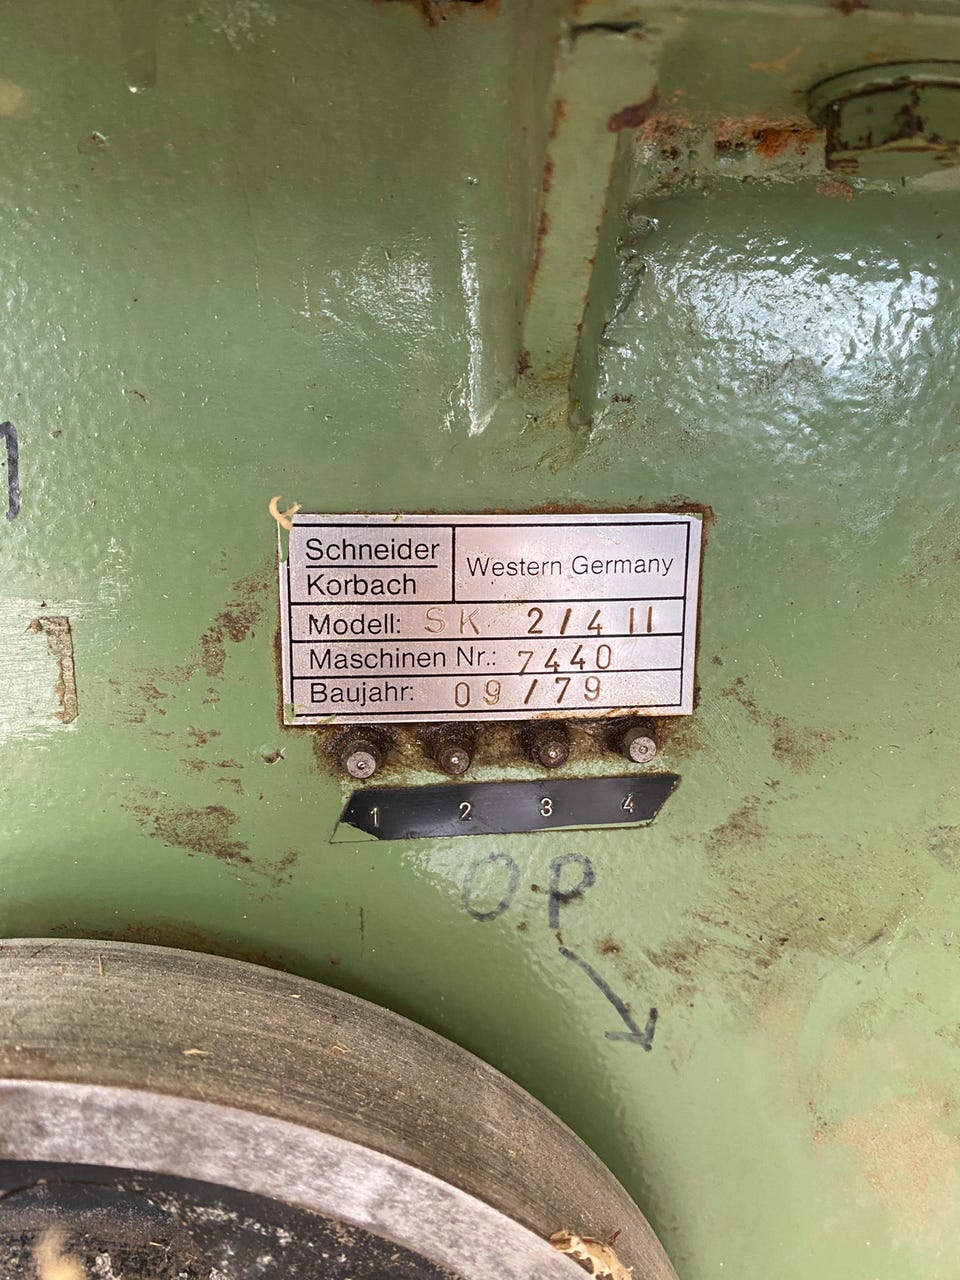 Schneider
Korbach
Western Germany
Modell: SK 2/4 II
Maschinen Nr.: 7440
Baujahr: 09/79
1 2 3 4
OP